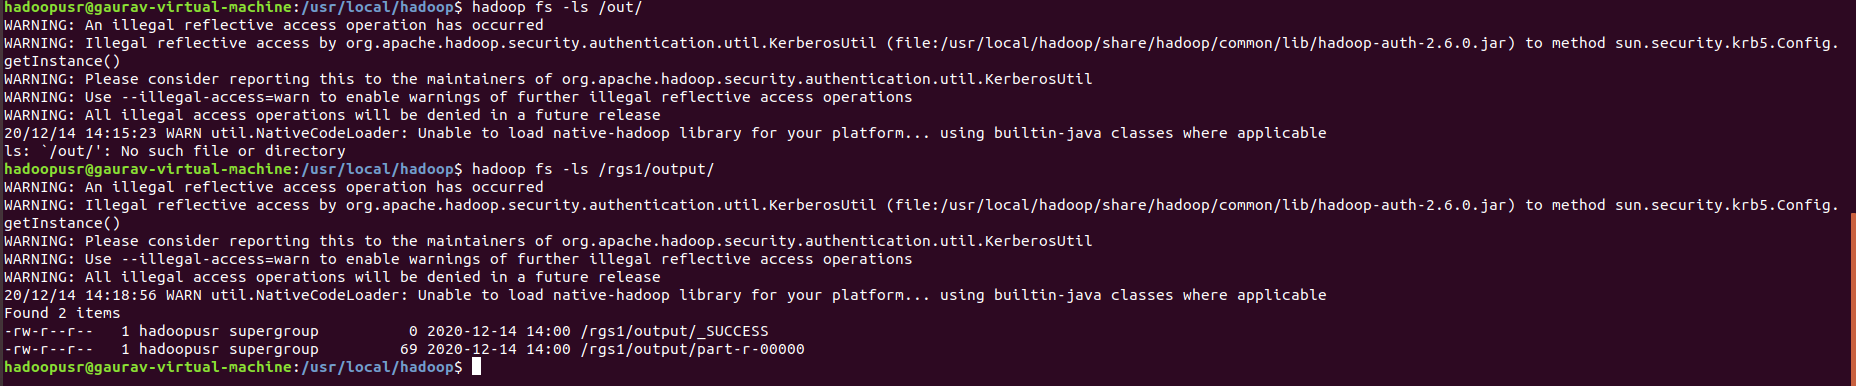 hadoopusr@gaurav-virtual-machine:/usr/local/hadoop$ hadoop fs -ls /out/
WARNING: An illegal reflective access operation has occurred
WARNING: Illegal reflective access by org.apache.hadoop.security.authentication.util.KerberosUtil (file:/usr/local/hadoop/share/hadoop/common/lib/hadoop-auth-2.6.0.jar) to method sun.security.krb5.Config.
getInstance()
WARNING: Please consider reporting this to the maintainers of org.apache.hadoop.security.authentication.util.KerberosUtil
WARNING: Use --illegal-access=warn to enable warnings of further illegal reflective access operations
WARNING: All illegal access operations will be denied in a future release
20/12/14 14:15:23 WARN util.NativeCodeLoader: Unable to load native-hadoop library for your platform... using builtin-java classes where applicable
ls: `/out/': No such file or directory
hadoopusr@gaurav-virtual-machine:/usr/local/hadoop$ hadoop fs -ls /rgs1/output/
WARNING: An illegal reflective access operation has occurred
WARNING: Illegal reflective access by org.apache.hadoop.security.authentication.util.KerberosUtil (file:/usr/local/hadoop/share/hadoop/common/lib/hadoop-auth-2.6.0.jar) to method sun.security.krb5.Config.
getInstance()
WARNING: Please consider reporting this to the maintainers of org.apache.hadoop.security.authentication.util.KerberosUtil
WARNING: Use --illegal-access=warn to enable warnings of further illegal reflective access operations
WARNING: All illegal access operations will be denied in a future release
20/12/14 14:18:56 WARN util.NativeCodeLoader: Unable to load native-hadoop library for your platform... using builtin-java classes where applicable
Found 2 items
-rw-r--r--   1 hadoopusr supergroup          0 2020-12-14 14:00 /rgs1/output/_SUCCESS
-rw-r--r--   1 hadoopusr supergroup         69 2020-12-14 14:00 /rgs1/output/part-r-00000
hadoopusr@gaurav-virtual-machine:/usr/local/hadoop$